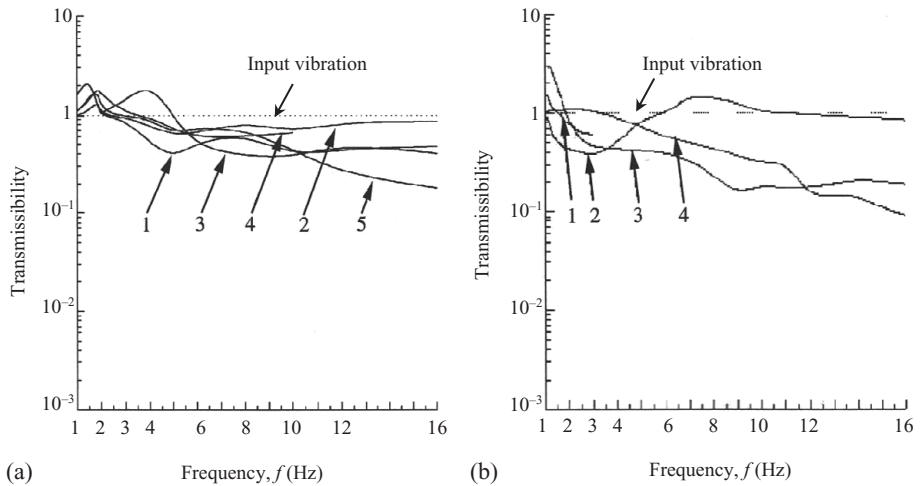 10
1
10⁻¹
10⁻²
10⁻³
Transmissibility
Input vibration
1
3
4
2
5
1 2 3 4 6 8 10 12 16
(a)
Frequency, f (Hz)
10
1
10⁻¹
10⁻²
10⁻³
Transmissibility
Input vibration
1
2
3
4
1 2 3 4 6 8 10 12 16
(b)
Frequency, f (Hz)